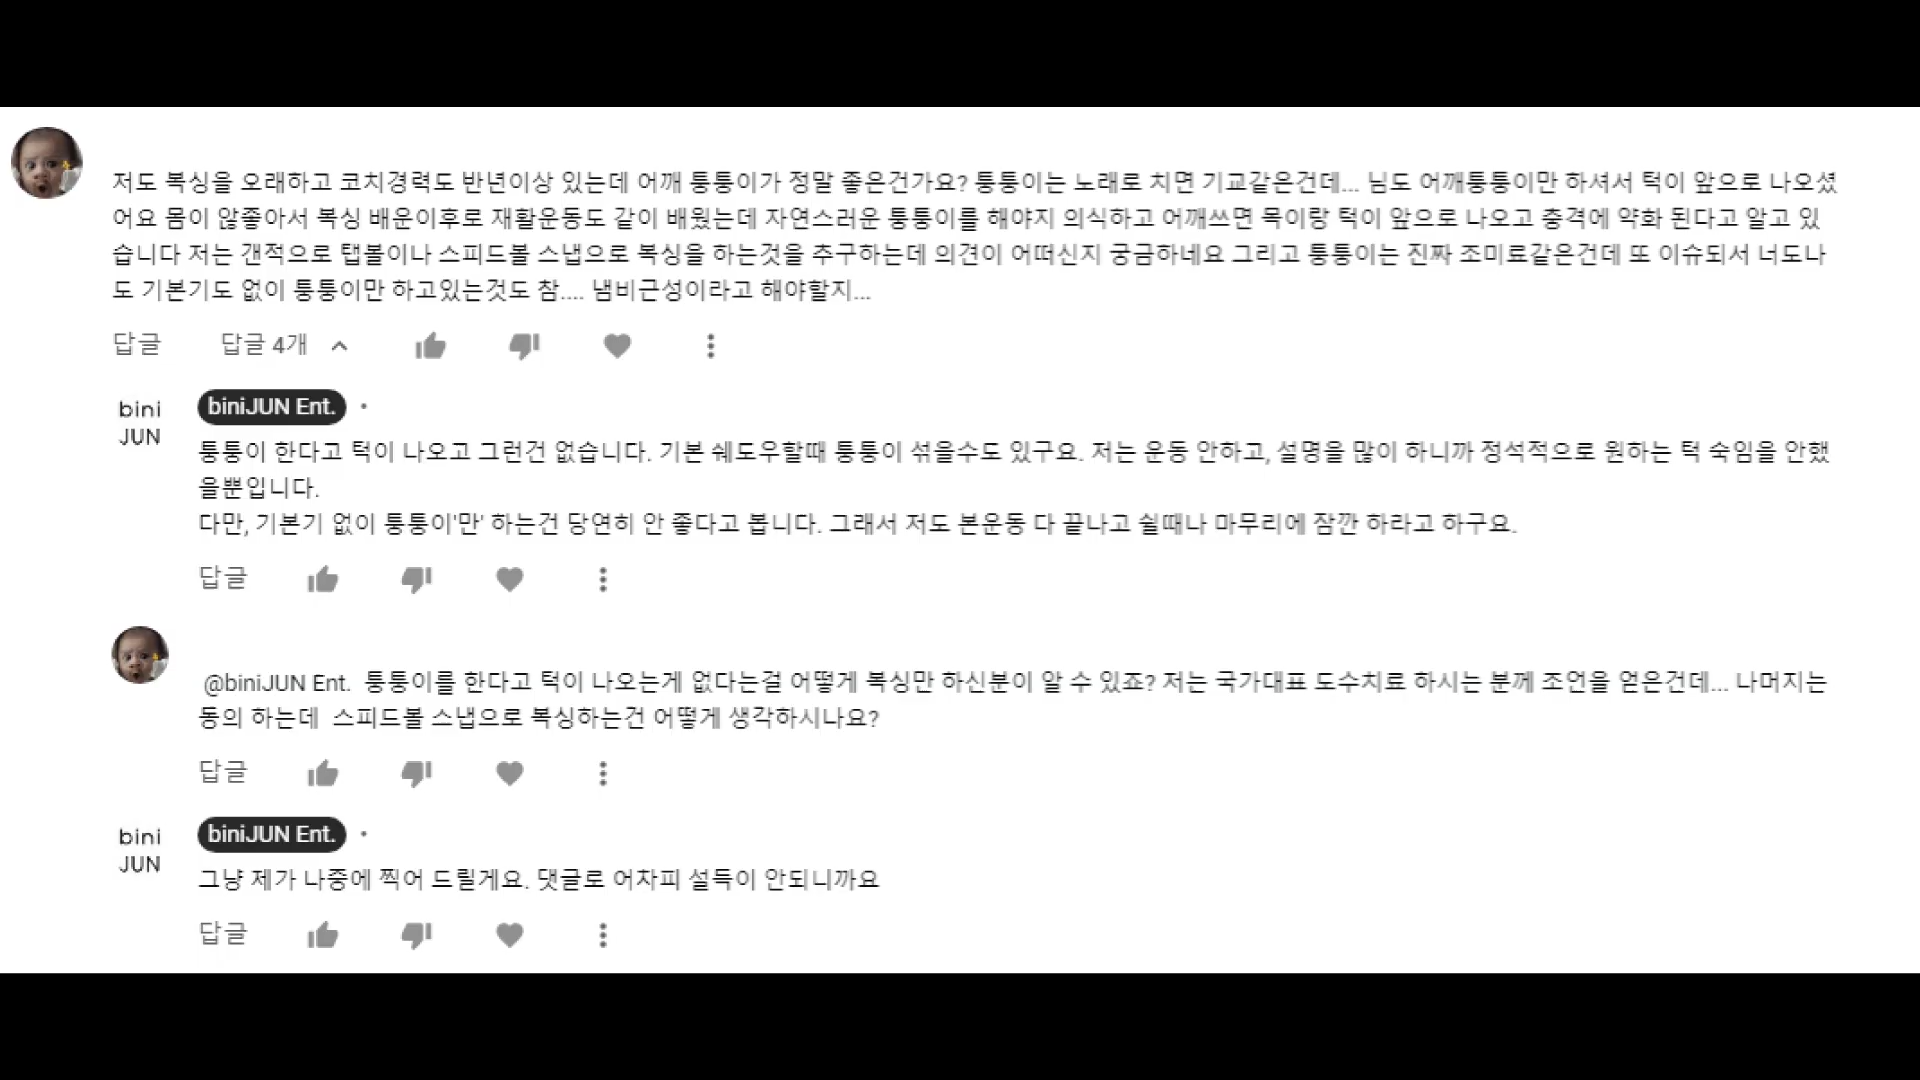 저도 복싱을 오래하고 코치경력도 반년이상 있는데 어깨 퉁퉁이가 정말 좋은건가요? 퉁퉁이는 노래로 치면 기교같은건데... 님도 어깨퉁퉁이만 하셔서 턱이 앞으로 나오셨
어요 몸이 않좋아서 복싱 배운이후로 재활운동도 같이 배웠는데 자연스러운 퉁퉁이를 해야지 의식하고 어깨쓰면 목이랑 턱이 앞으로 나오고 충격에 약화 된다고 알고 있
습니다 저는 갠적으로 탭볼이나 스피드볼 스냅으로 복싱을 하는것을 추구하는데 의견이 어떠신지 궁금하네요 그리고 퉁퉁이는 진짜 조미료같은건데 또 이슈되서 너도나
도 기본기도 없이 퉁퉁이만 하고있는것도 참.... 냄비근성이라고 해야할지...
답글 답글 4개
bini
JUN
biniJUN Ent.
퉁퉁이 한다고 턱이 나오고 그런건 없습니다. 기본 쉐도우할때 퉁퉁이 섞을수도 있구요. 저는 운동 안하고, 설명을 많이 하니까 정석적으로 원하는 턱 숙임을 안했
을뿐입니다.
다만, 기본기 없이 퉁퉁이'만' 하는건 당연히 안 좋다고 봅니다. 그래서 저도 본운동 다 끝나고 쉴때나 마무리에 잠깐 하라고 하구요.
답글
@biniJUN Ent. 퉁퉁이를 한다고 턱이 나오는게 없다는걸 어떻게 복싱만 하신분이 알 수 있죠? 저는 국가대표 도수치료 하시는 분께 조언을 얻은건데... 나머지는
동의 하는데 스피드볼 스냅으로 복싱하는건 어떻게 생각하시나요?
답글
bini
JUN
biniJUN Ent.
그냥 제가 나중에 찍어 드릴게요. 댓글로 어차피 설득이 안되니까요
답글